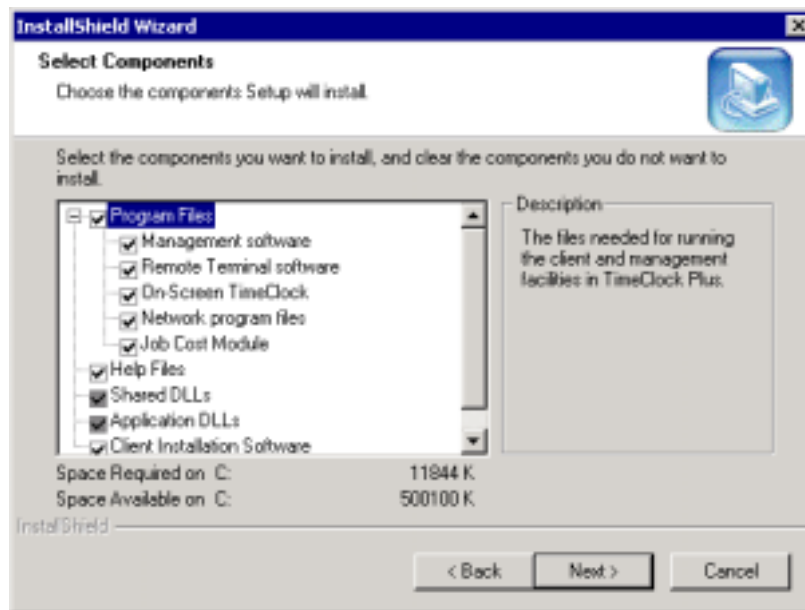 InstallShield Wizard
Select Components
Choose the components Setup will install.
Select the components you want to install, and clear the components you do not want to
install.
Program Files
Management software
Remote Terminal software
On-Screen TimeClock
Network program files
Job Cost Module
Help Files
Shared DLLs
Application DLLs
Client Installation Software
Description
The files needed for running
the client and management
facilities in TimeClock Plus.
Space Required on C: 11844 K
Space Available on C: 500100 K
InstallShield
< Back Next > Cancel